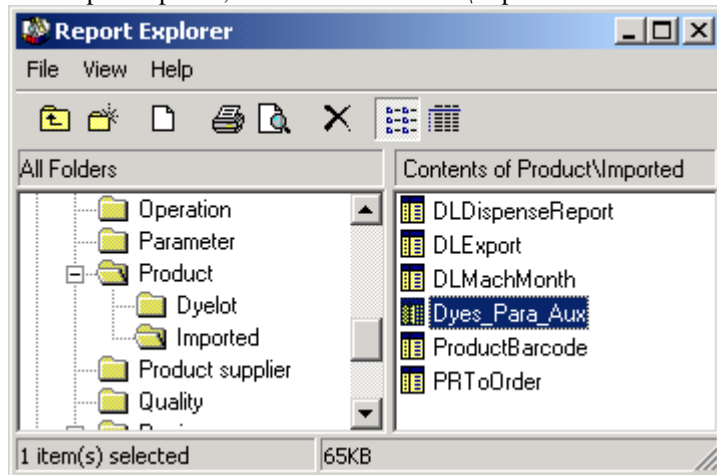 Report Explorer
File View Help
All Folders
Contents of Product\Imported
Operation
Parameter
Product
Dyelot
Imported
Product supplier
Quality
DLDispenseReport
DLExport
DLMachMonth
Dyes_Para_Aux
ProductBarcode
PRToOrder
1 item(s) selected
65KB